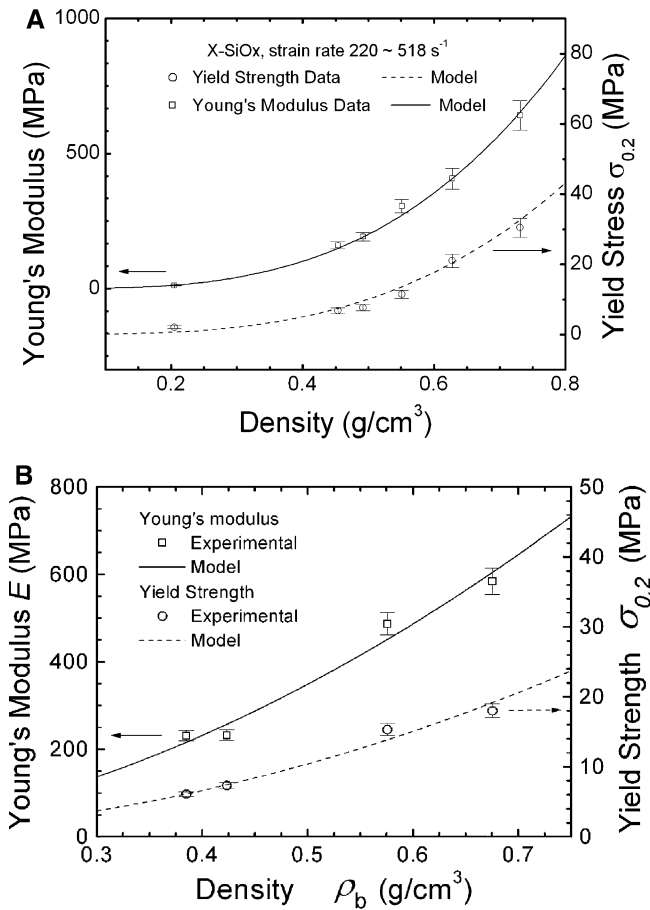 A
X-SiOx, strain rate 220 ~ 518 s⁻¹
Yield Strength Data
Model
Young's Modulus Data
Model
Young's Modulus (MPa)
1000
500
0
Yield Stress σ0.2 (MPa)
80
60
40
20
0
0.2
0.4
0.6
0.8
Density (g/cm³)
B
Young's modulus
Experimental
Model
Yield Strength
Experimental
Model
Young's Modulus E (MPa)
800
600
400
200
0
Yield Strength σ0.2 (MPa)
50
40
30
20
10
0
0.3
0.4
0.5
0.6
0.7
Density ρb (g/cm³)